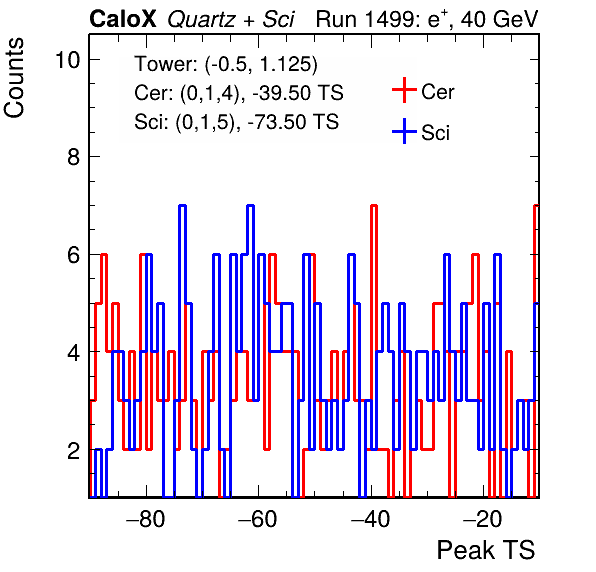 CaloX Quartz + Sci Run 1499: e+, 40 GeV
Counts
Tower: (-0.5, 1.125)
Cer: (0,1,4), -39.50 TS
Sci: (0,1,5), -73.50 TS
Cer
Sci
10
8
6
4
2
−80 −60 −40 −20
Peak TS